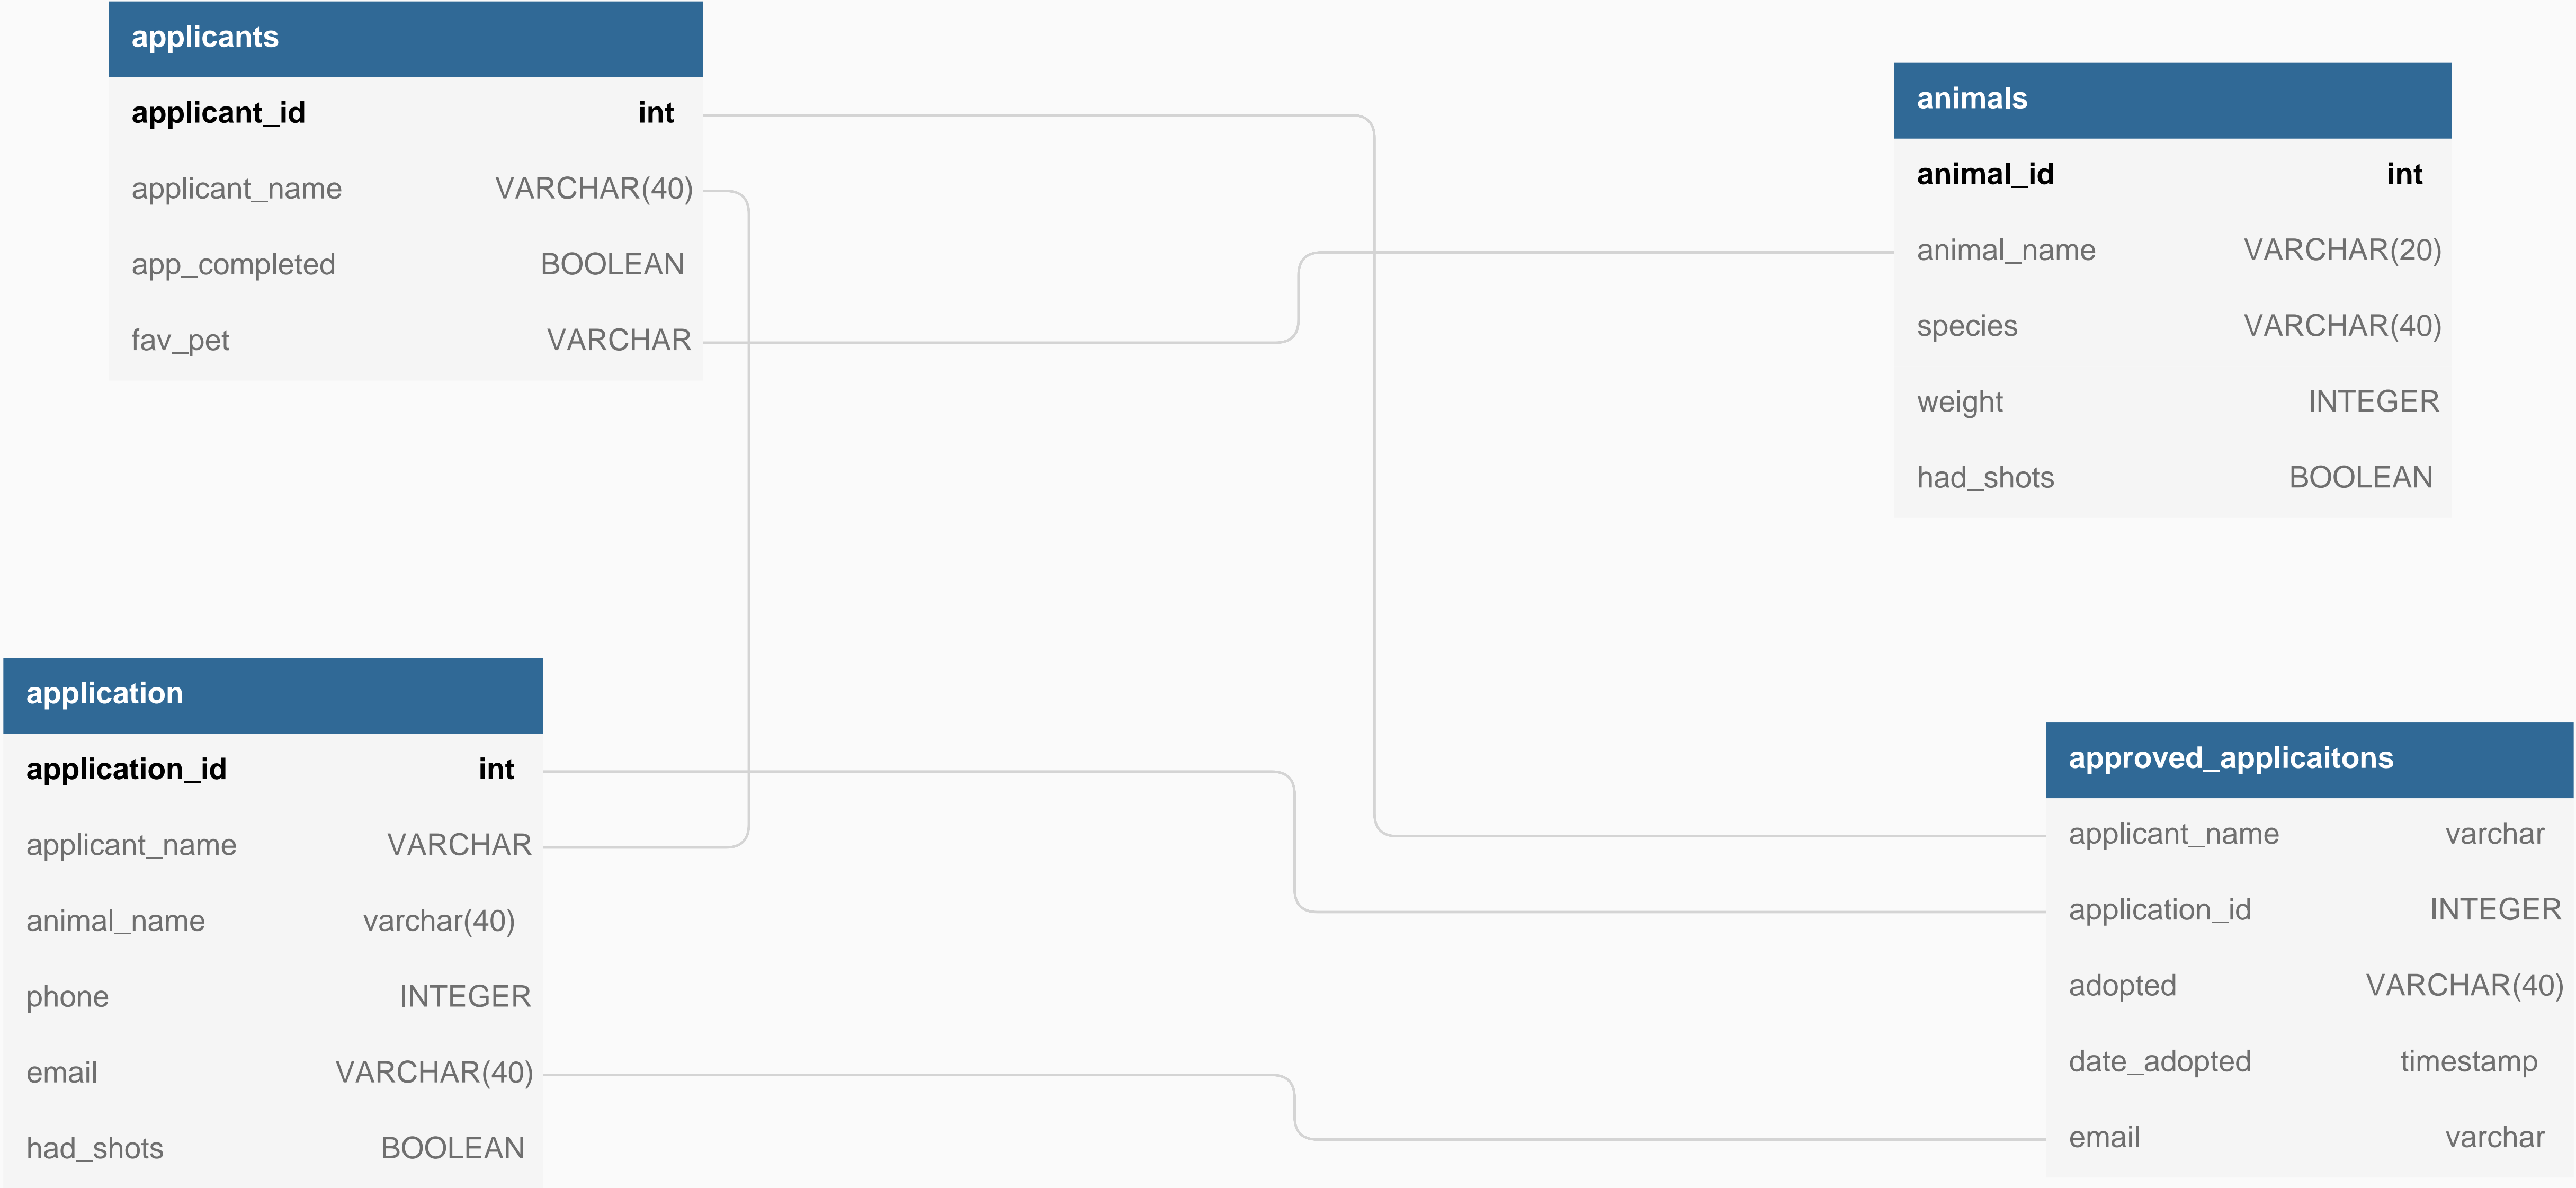 applicants
applicant_id int
applicant_name VARCHAR(40)
app_completed BOOLEAN
fav_pet VARCHAR
animals
animal_id int
animal_name VARCHAR(20)
species VARCHAR(40)
weight INTEGER
had_shots BOOLEAN
application
application_id int
applicant_name VARCHAR
animal_name varchar(40)
phone INTEGER
email VARCHAR(40)
had_shots BOOLEAN
approved_applicaitons
applicant_name varchar
application_id INTEGER
adopted VARCHAR(40)
date_adopted timestamp
email varchar